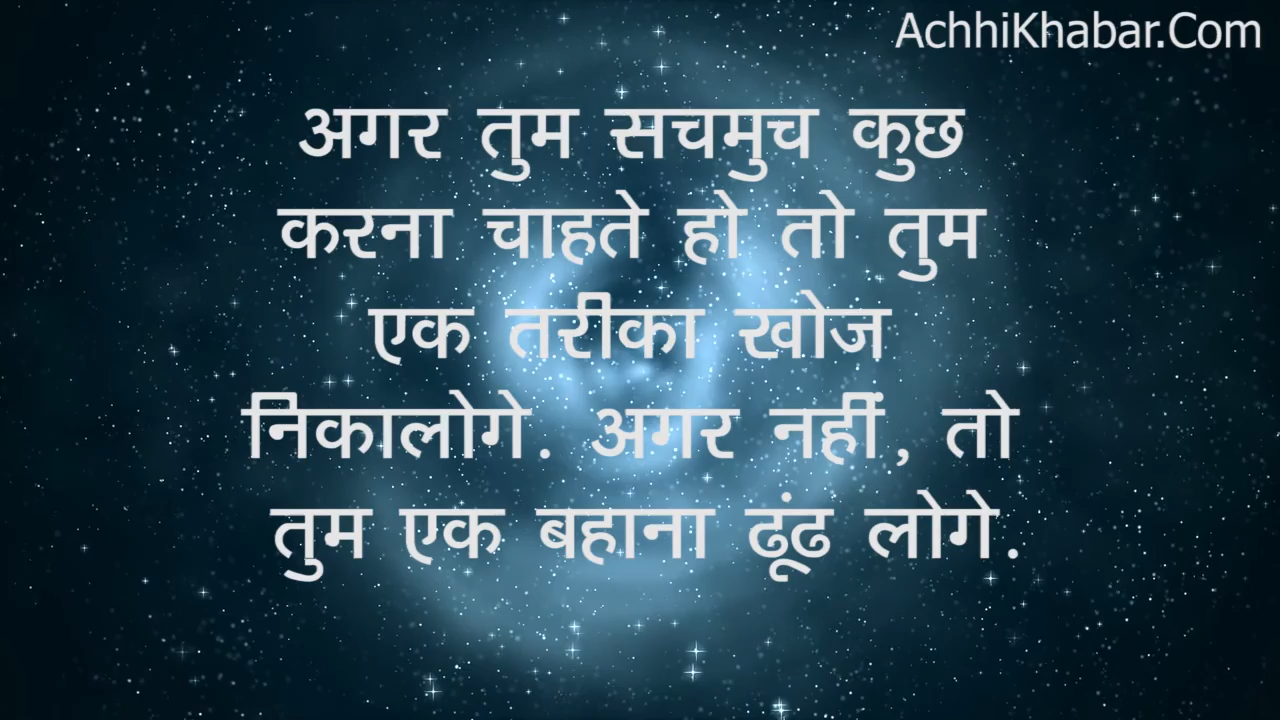 AchhiKhabar.Com
अगर तुम सचमुच कुछ
करना चाहते हो तो तुम
एक तरीका खोज
निकालोगे. अगर नहीं, तो
तुम एक बहाना ढूंढ लोगे.